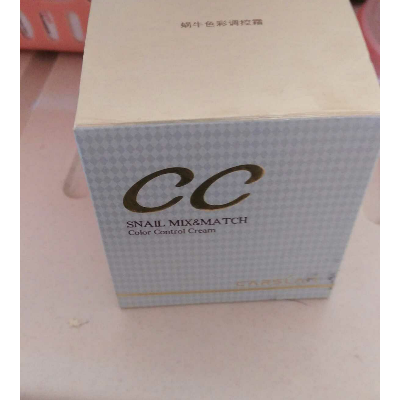 蜗牛色彩调控霜
CC
SNAIL MIX&MATCH
Color Control Cream